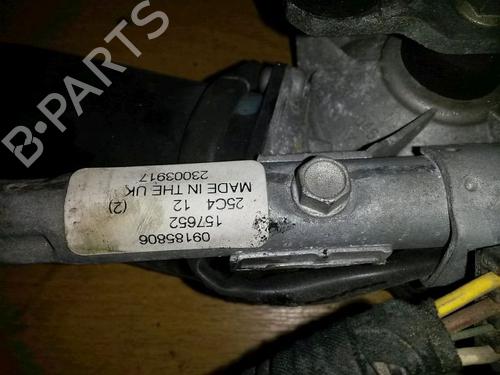 B-PARTS
09185806
157652
25C4 12 (2)
MADE IN THE UK
23003917